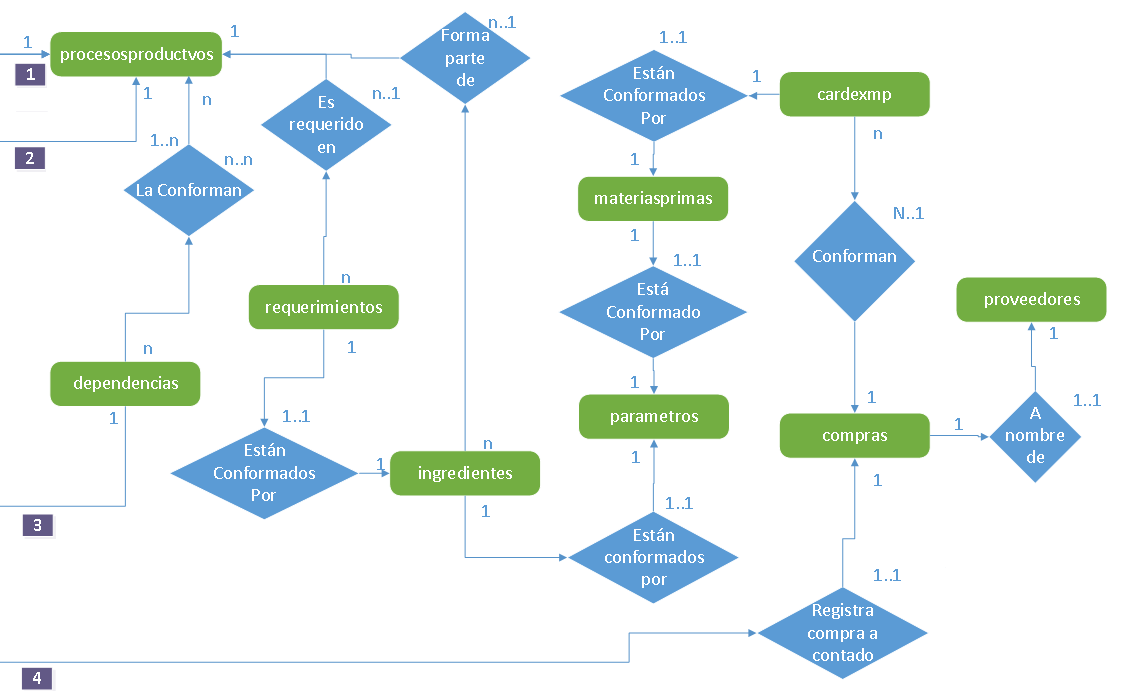 n..1
1
1..1
Forma
parte
de
1
procesosproductvos
Están
Conformados
Por
1
cardexmp
1
1
n..1
n
Es
requerido
en
n
1..n
2
n..n
1
La Conforman
materiasprimas
N..1
1
1..1
Conforman
n
Está
Conformado
Por
requerimientos
proveedores
n
1
1
dependencias
1
1
1..1
1
1..1
parametros
A
nombre
de
1
compras
n
1
Están
Conformados
Por
1
ingredientes
1
1
1..1
3
Están
conformados
por
1..1
Registra
compra a
contado
4